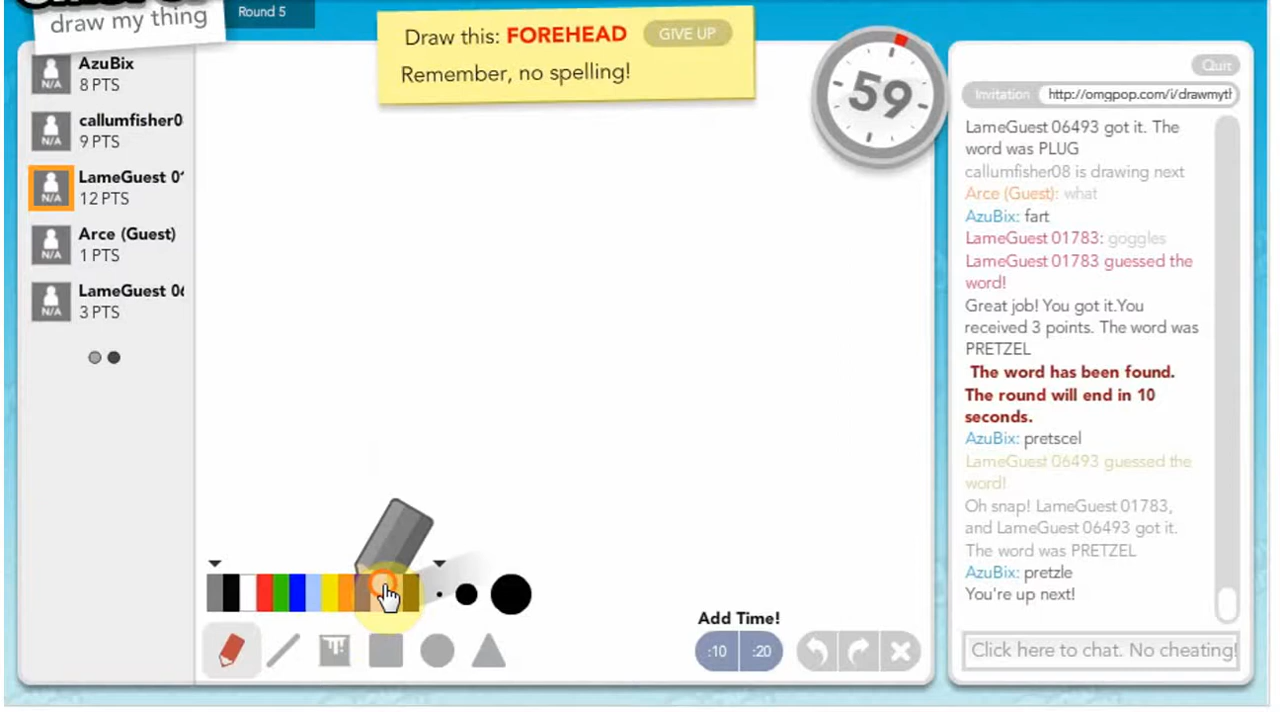 draw my thing
Round 5
Draw this: FOREHEAD
GIVE UP
Remember, no spelling!
59
N/A
AzuBix
8 PTS
N/A
callumfisher0
9 PTS
N/A
LameGuest 01
12 PTS
N/A
Arce (Guest)
1 PTS
N/A
LameGuest 06
3 PTS
Quit
Invitation
http://omgpop.com/i/drawmyth
LameGuest 06493 got it. The
word was PLUG
callumfisher08 is drawing next
Arce (Guest): what
AzuBix: fart
LameGuest 01783: goggles
LameGuest 01783 guessed the
word!
Great job! You got it.You
received 3 points. The word was
PRETZEL
The word has been found.
The round will end in 10
seconds.
AzuBix: pretscel
LameGuest 06493 guessed the
word!
Oh snap! LameGuest 01783,
and LameGuest 06493 got it.
The word was PRETZEL
AzuBix: pretzle
You're up next!
Click here to chat. No cheating!
Add Time!
:10
:20